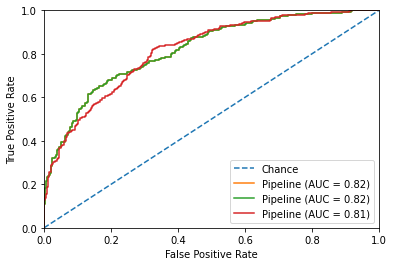 1.0
0.8
0.6
0.4
0.2
0.0
0.0 0.2 0.4 0.6 0.8 1.0
True Positive Rate
False Positive Rate
Chance
Pipeline (AUC = 0.82)
Pipeline (AUC = 0.82)
Pipeline (AUC = 0.81)